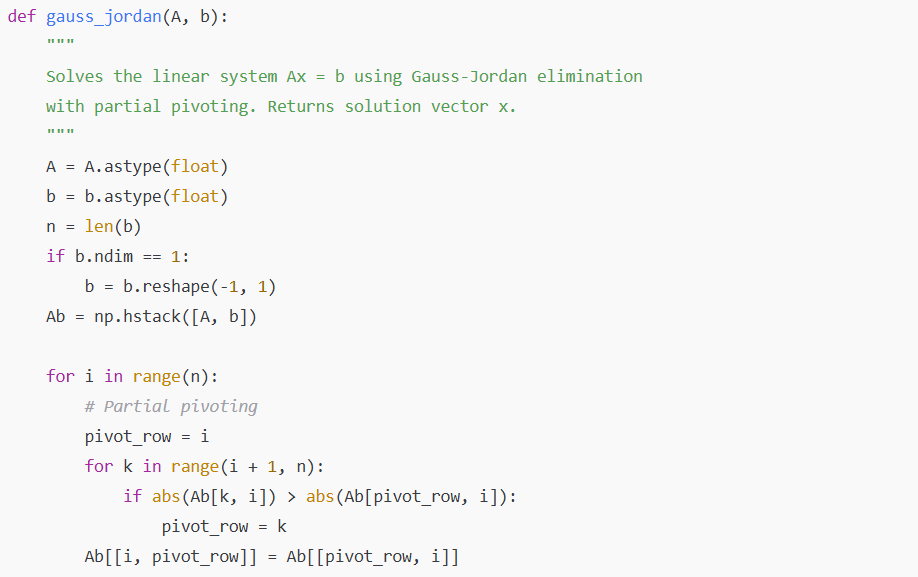 def gauss_jordan(A, b):
    """
    Solves the linear system Ax = b using Gauss-Jordan elimination
    with partial pivoting. Returns solution vector x.
    """
    A = A.astype(float)
    b = b.astype(float)
    n = len(b)
    if b.ndim == 1:
        b = b.reshape(-1, 1)
    Ab = np.hstack([A, b])

    for i in range(n):
        # Partial pivoting
        pivot_row = i
        for k in range(i + 1, n):
            if abs(Ab[k, i]) > abs(Ab[pivot_row, i]):
                pivot_row = k
        Ab[[i, pivot_row]] = Ab[[pivot_row, i]]